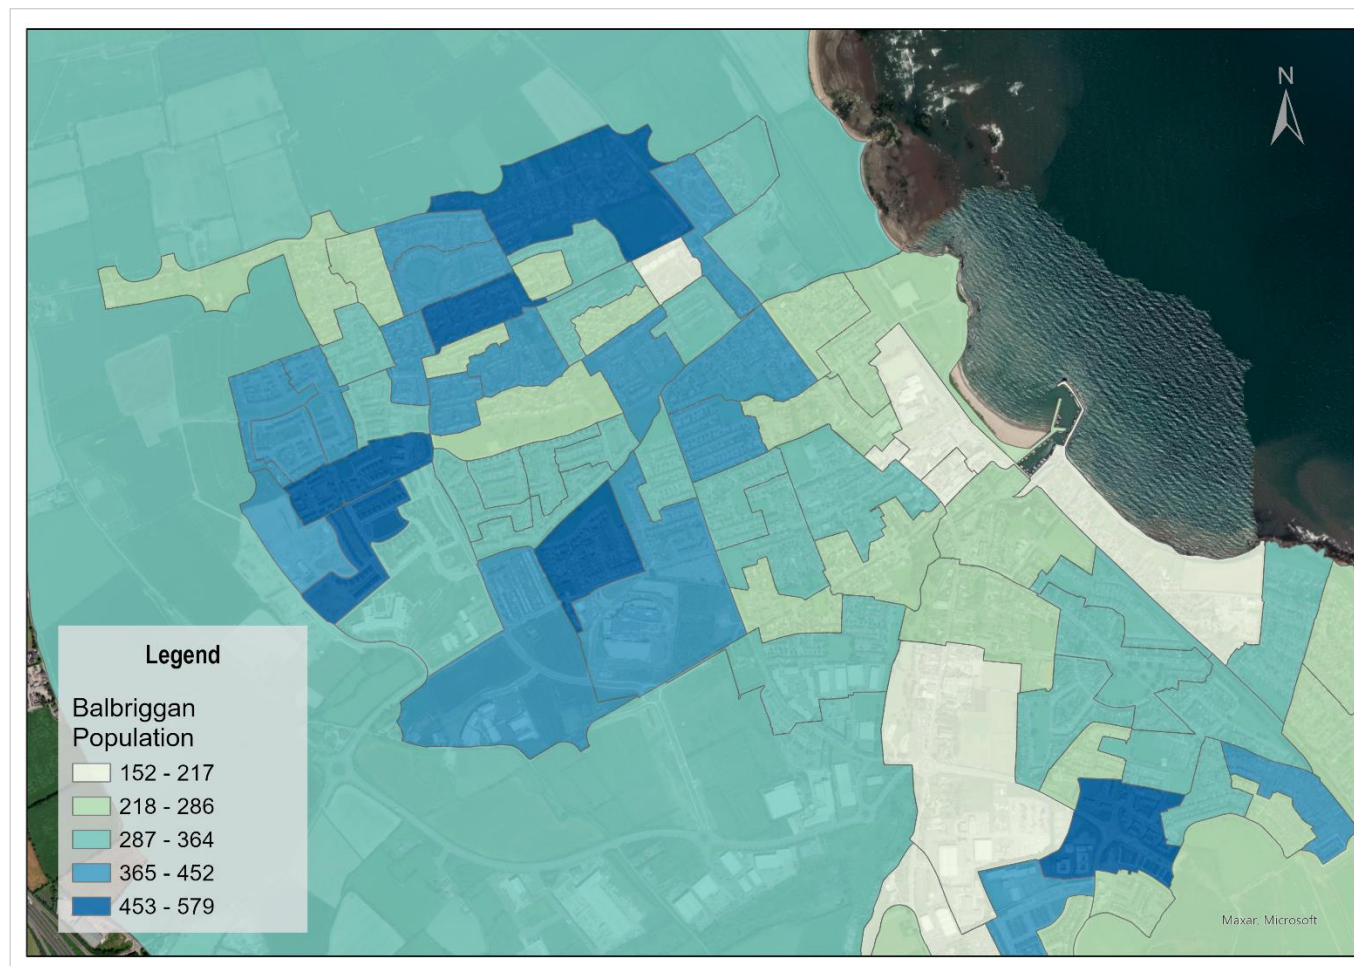 N
Legend
Balbriggan
Population
152 - 217
218 - 286
287 - 364
365 - 452
453 - 579
Maxar, Microsoft